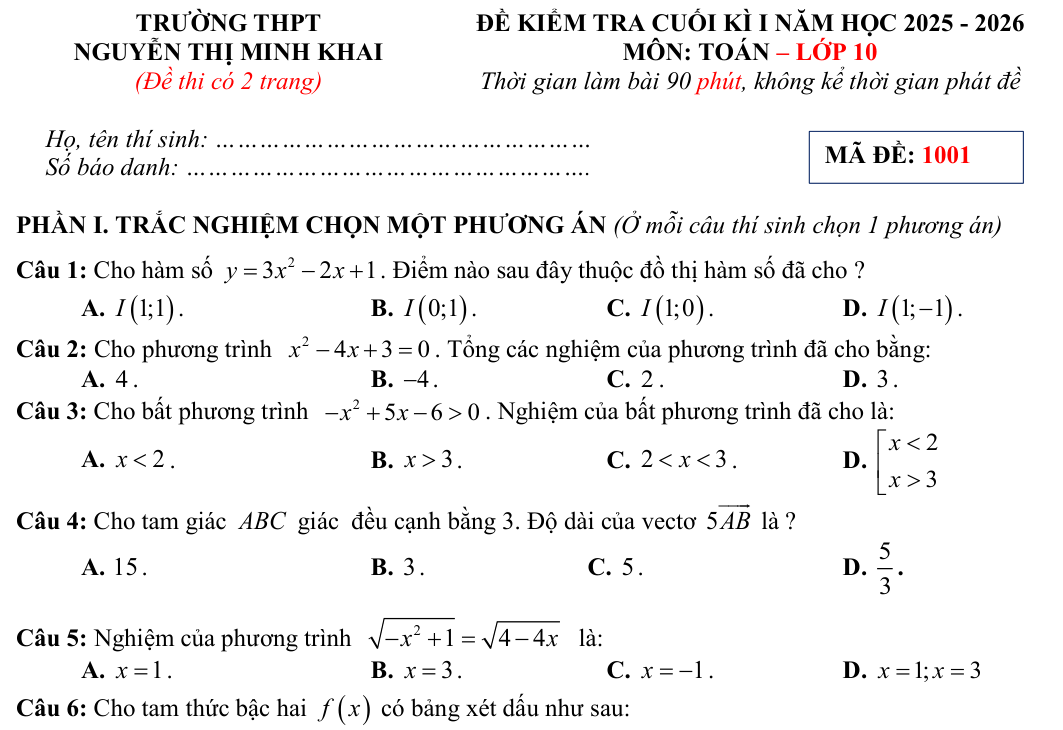 TRƯỜNG THPT
NGUYỄN THỊ MINH KHAI
(Đề thi có 2 trang)
ĐỀ KIỂM TRA CUỐI KÌ I NĂM HỌC 2025 - 2026
MÔN: TOÁN – LỚP 10
Thời gian làm bài 90 phút, không kể thời gian phát đề
Họ, tên thí sinh: ……………………………………………
Số báo danh: ………………………………………………….
MÃ ĐỀ: 1001
PHẦN I. TRẮC NGHIỆM CHỌN MỘT PHƯƠNG ÁN (Ở mỗi câu thí sinh chọn 1 phương án)
Câu 1: Cho hàm số y = 3x² − 2x + 1. Điểm nào sau đây thuộc đồ thị hàm số đã cho ?
A. I(1;1). B. I(0;1). C. I(1;0). D. I(1;−1).
Câu 2: Cho phương trình x² − 4x + 3 = 0. Tổng các nghiệm của phương trình đã cho bằng:
A. 4. B. −4. C. 2. D. 3.
Câu 3: Cho bất phương trình −x² + 5x − 6 > 0. Nghiệm của bất phương trình đã cho là:
A. x < 2. B. x > 3. C. 2 < x < 3. D. [x < 2
x > 3
Câu 4: Cho tam giác ABC giác đều cạnh bằng 3. Độ dài của vectơ 5\overrightarrow{AB} là ?
A. 15. B. 3. C. 5. D. 5/3.
Câu 5: Nghiệm của phương trình √(−x² + 1) = √(4 − 4x) là:
A. x = 1. B. x = 3. C. x = −1. D. x = 1; x = 3
Câu 6: Cho tam thức bậc hai f(x) có bảng xét dấu như sau: